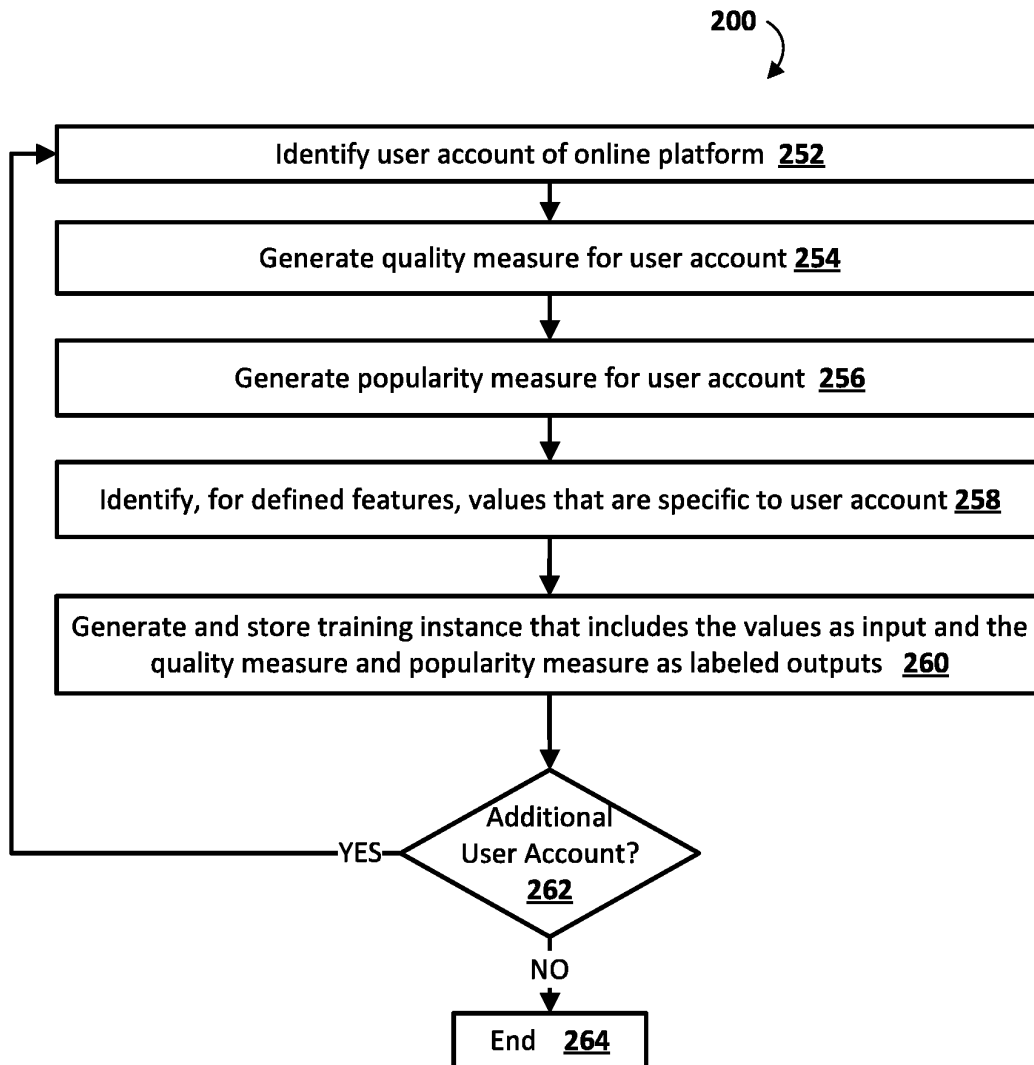 200
Identify user account of online platform 252
Generate quality measure for user account 254
Generate popularity measure for user account 256
Identify, for defined features, values that are specific to user account 258
Generate and store training instance that includes the values as input and the
quality measure and popularity measure as labeled outputs 260
Additional
User Account?
262
YES
NO
End 264